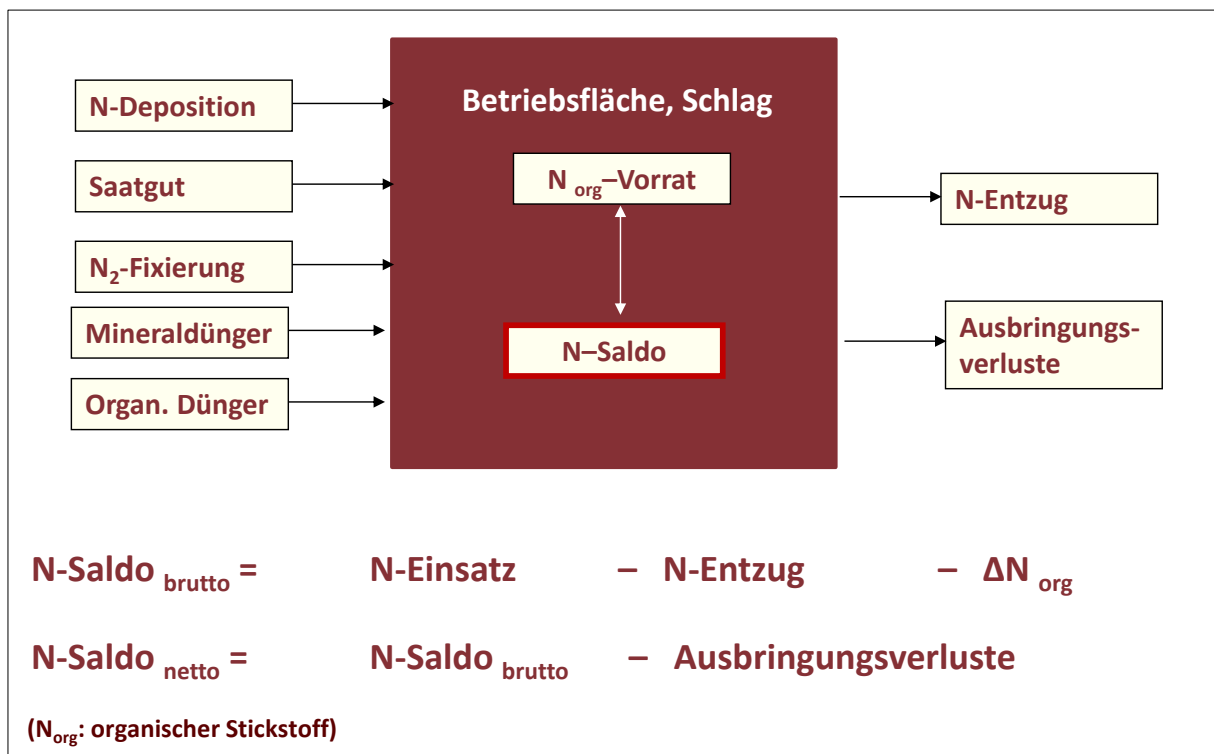 N-Deposition
Saatgut
N₂-Fixierung
Mineraldünger
Organ. Dünger
Betriebsfläche, Schlag
N org–Vorrat
N–Saldo
N-Entzug
Ausbringungs-
verluste
N-Saldo brutto = N-Einsatz – N-Entzug – ΔN org
N-Saldo netto = N-Saldo brutto – Ausbringungsverluste
(Norg: organischer Stickstoff)